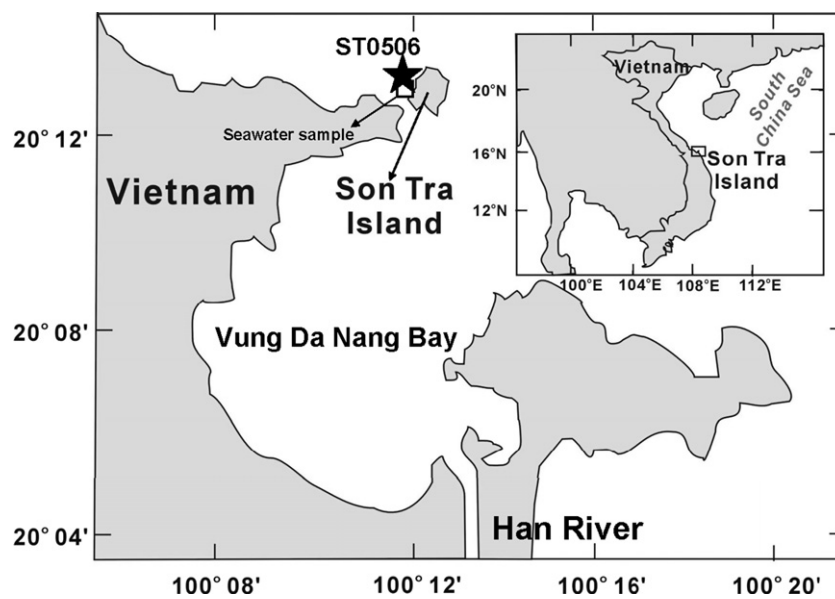 ST0506
20° 12'
Seawater sample
Vietnam
Son Tra
Island
Vung Da Nang Bay
20° 08'
20° 04'
Han River
100° 08'
100° 12'
100° 16'
100° 20'
Vietnam
20°N
16°N
12°N
South
China Sea
Son Tra
Island
100°E
104°E
108°E
112°E